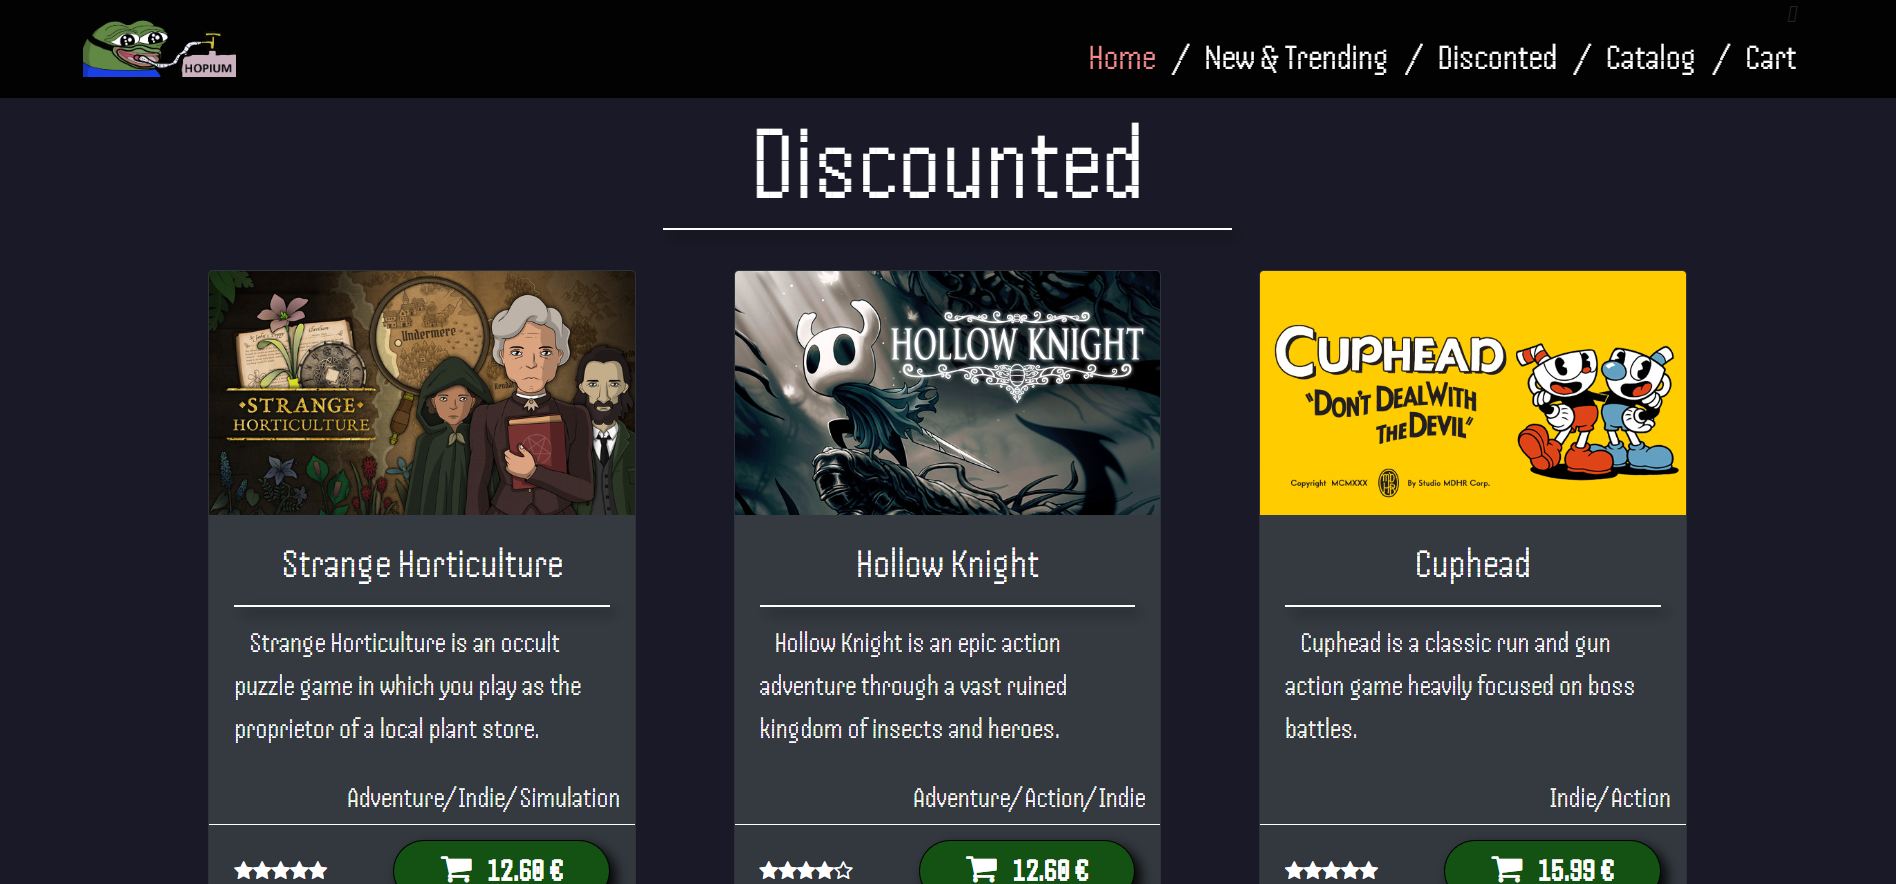 HOPIUM
Home / New & Trending / Disconted / Catalog / Cart
Discounted
Undermere
STRANGE
HORTICULTURE
HOLLOW KNIGHT
CUPHEAD
"DON'T DEAL WITH
THE DEVIL"
Copyright MCMXXX By Studio MDHR Corp.
Strange Horticulture
Strange Horticulture is an occult
puzzle game in which you play as the
proprietor of a local plant store.
Adventure/Indie/Simulation
12.60 €
Hollow Knight
Hollow Knight is an epic action
adventure through a vast ruined
kingdom of insects and heroes.
Adventure/Action/Indie
12.60 €
Cuphead
Cuphead is a classic run and gun
action game heavily focused on boss
battles.
Indie/Action
15.99 €